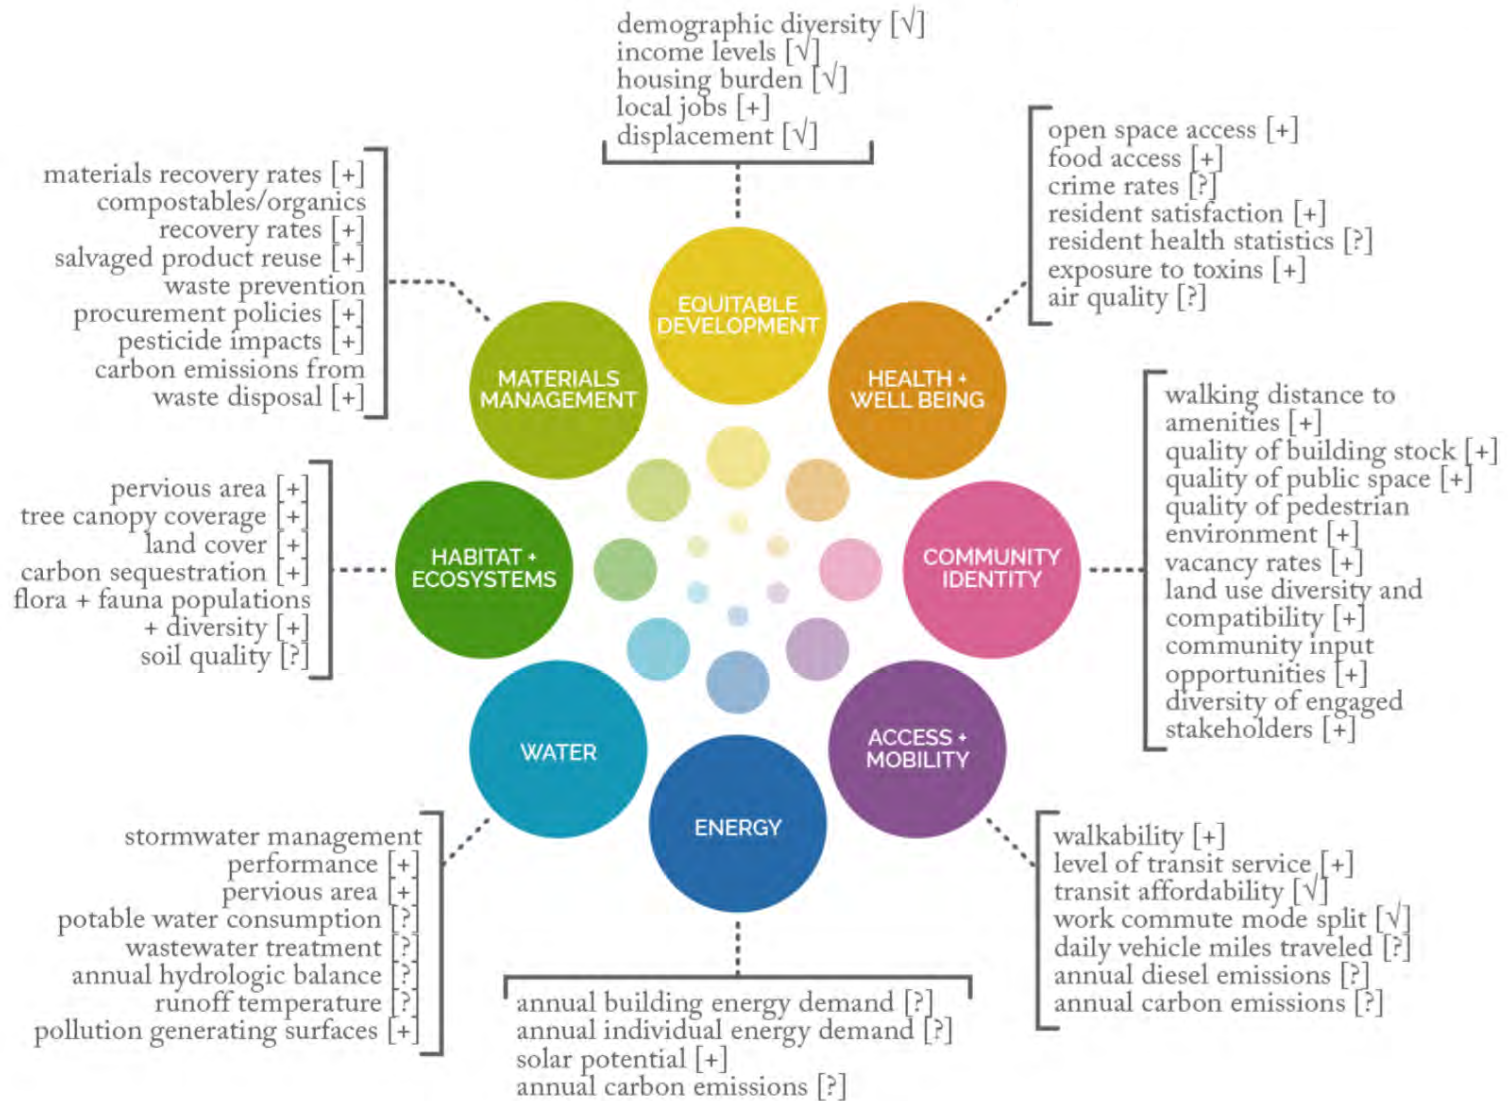 demographic diversity [√]
income levels [√]
housing burden [√]
local jobs [+]
displacement [√]
materials recovery rates [+]
compostables/organics
recovery rates [+]
salvaged product reuse [+]
waste prevention
procurement policies [+]
pesticide impacts [+]
carbon emissions from
waste disposal [+]
open space access [+]
food access [+]
crime rates [?]
resident satisfaction [+]
resident health statistics [?]
exposure to toxins [+]
air quality [?]
EQUITABLE
DEVELOPMENT
MATERIALS
MANAGEMENT
HEALTH +
WELL BEING
walking distance to
amenities [+]
quality of building stock [+]
quality of public space [+]
quality of pedestrian
environment [+]
vacancy rates [+]
land use diversity and
compatibility [+]
community input
opportunities [+]
diversity of engaged
stakeholders [+]
pervious area [+]
tree canopy coverage [+]
land cover [+]
carbon sequestration [+]
flora + fauna populations
+ diversity [+]
soil quality [?]
HABITAT +
ECOSYSTEMS
COMMUNITY
IDENTITY
WATER
ACCESS +
MOBILITY
ENERGY
stormwater management
performance [+]
pervious area [+]
potable water consumption [?]
wastewater treatment [?]
annual hydrologic balance [?]
runoff temperature [?]
pollution generating surfaces [+]
walkability [+]
level of transit service [+]
transit affordability [√]
work commute mode split [√]
daily vehicle miles traveled [?]
annual diesel emissions [?]
annual carbon emissions [?]
annual building energy demand [?]
annual individual energy demand [?]
solar potential [+]
annual carbon emissions [?]